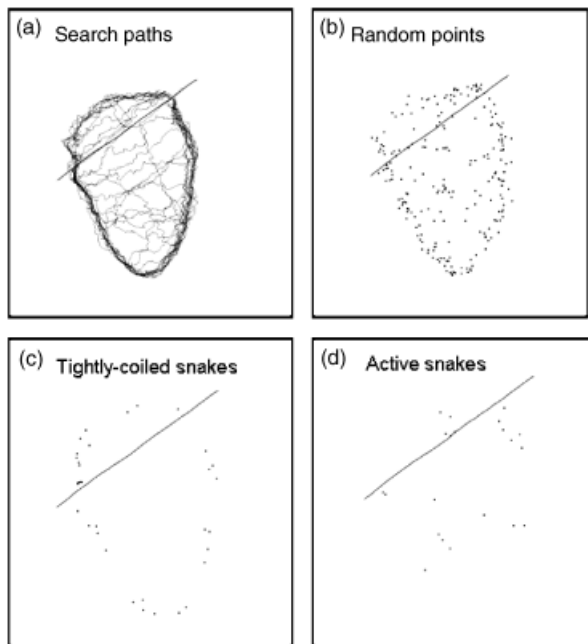 (a) Search paths
(b) Random points
(c) Tightly-coiled snakes
(d) Active snakes